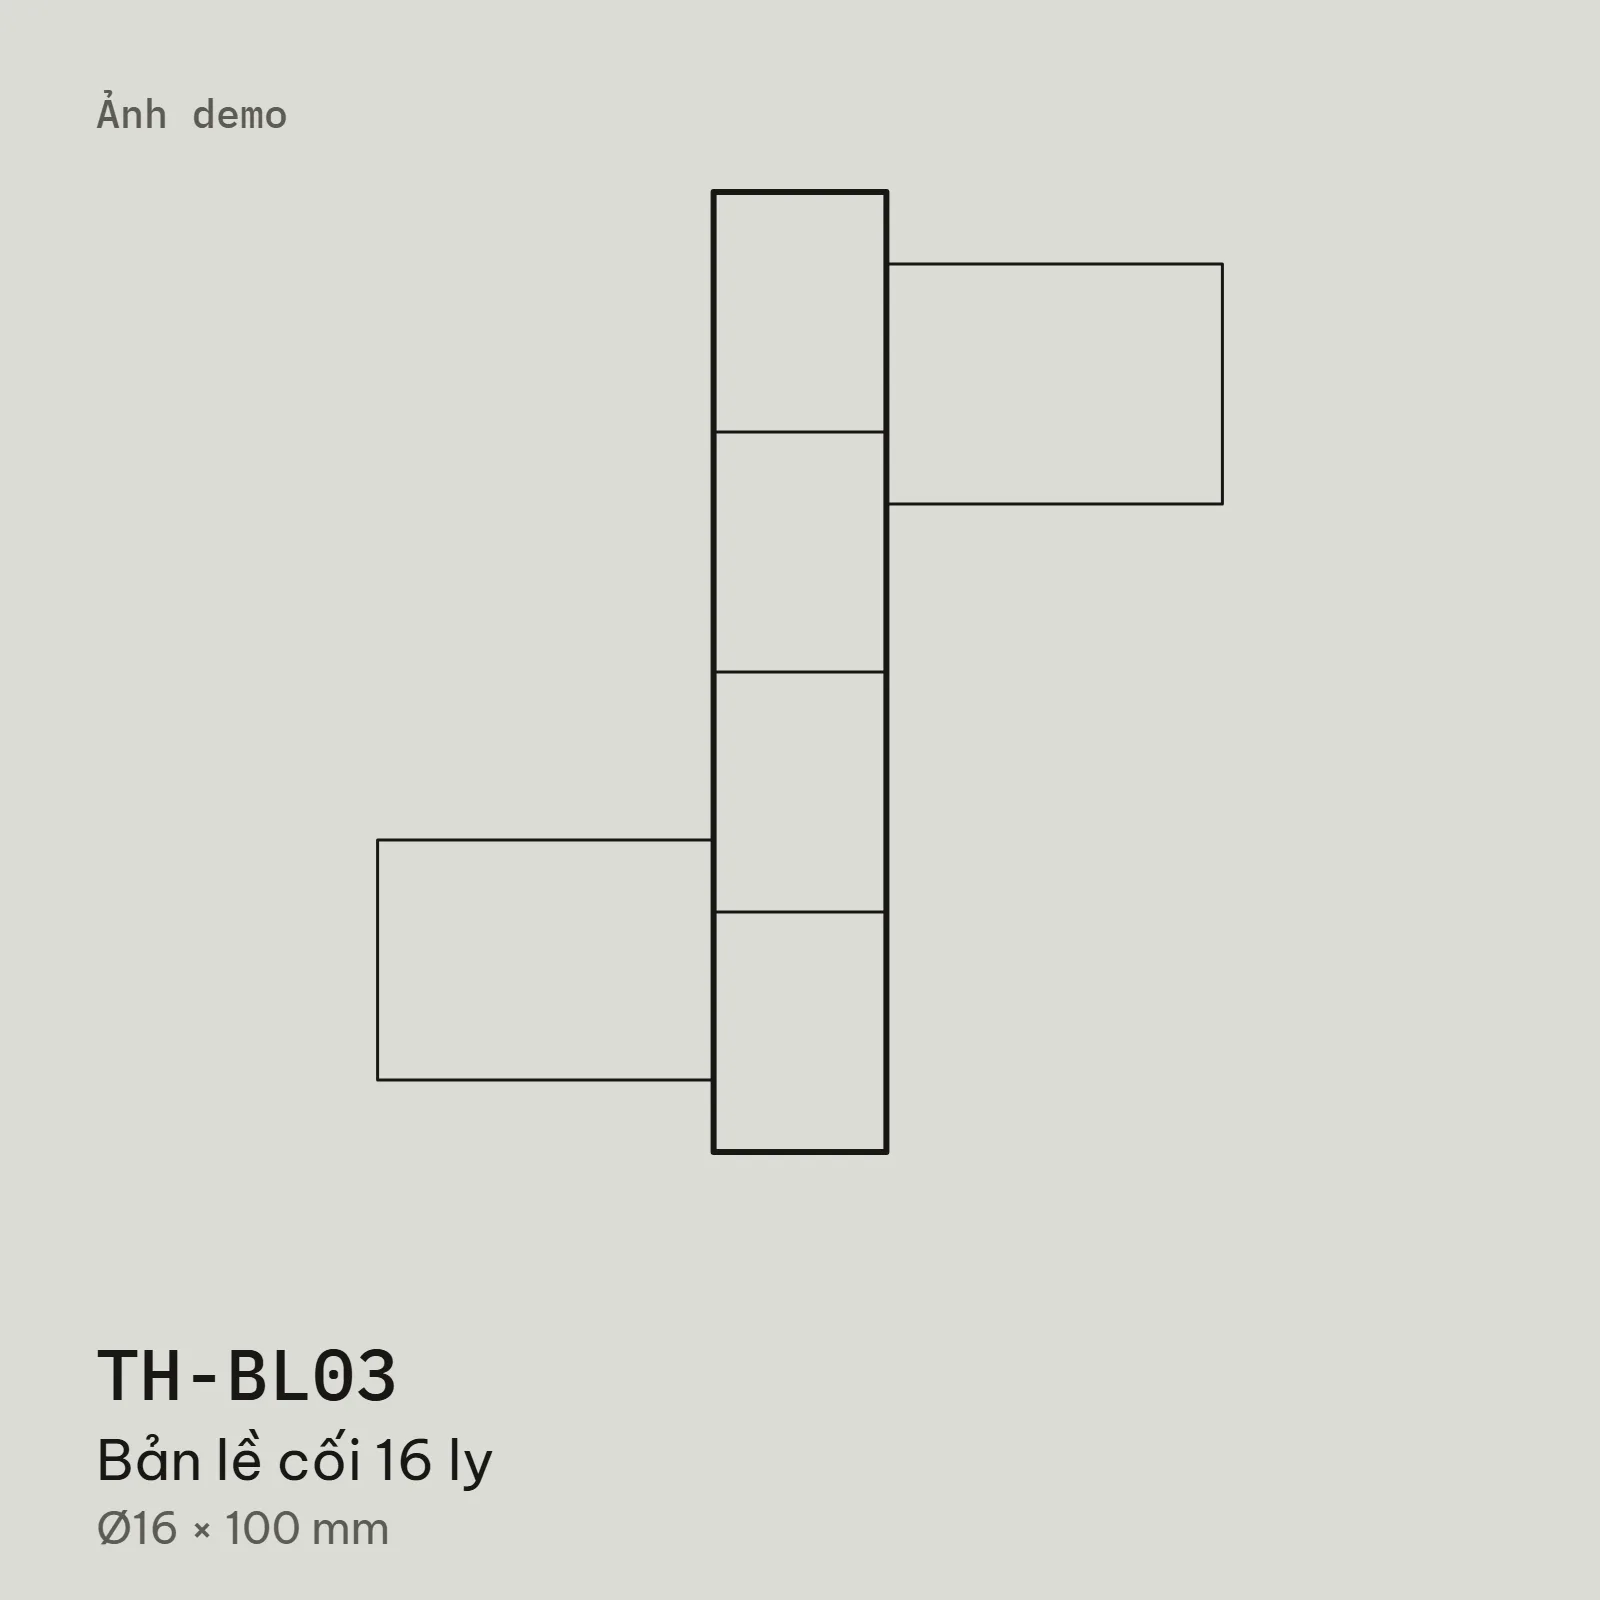 Ảnh demo
TH-BL03
Bản lề cối 16 ly
Ø16 × 100 mm